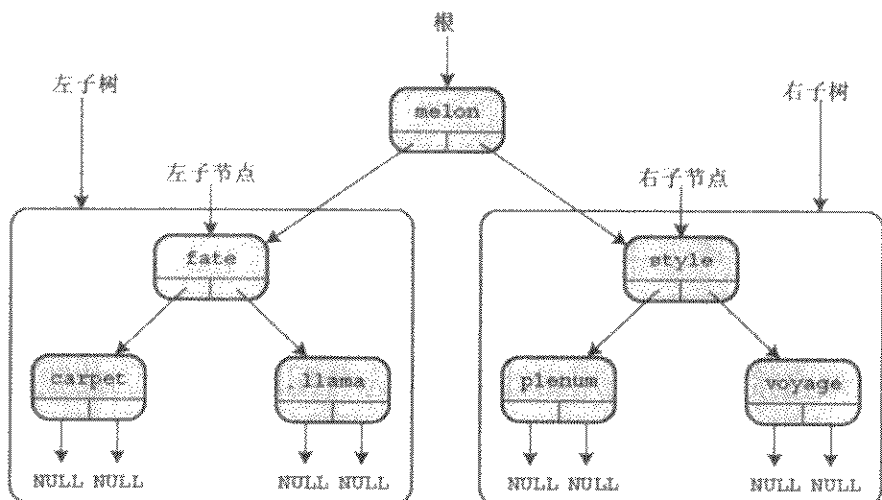 根
左子树
右子树
melon
左子节点
右子节点
fate
style
carpet
llama
plenum
voyage
NULL NULL
NULL NULL
NULL NULL
NULL NULL